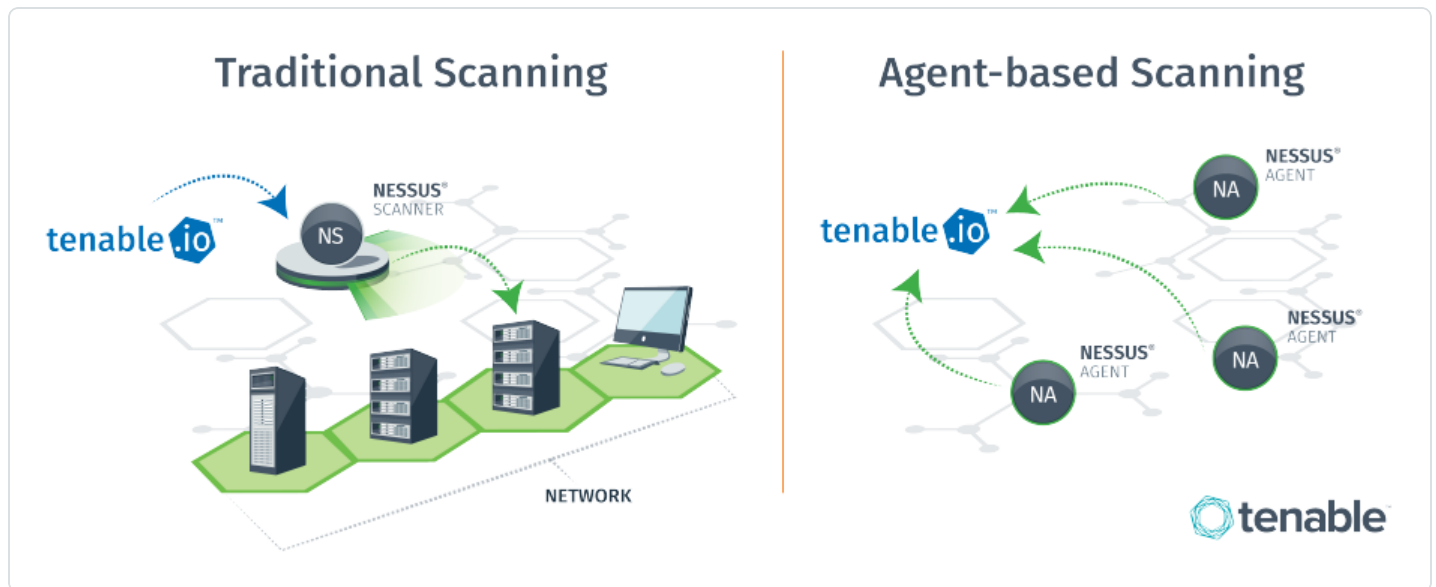 Traditional Scanning
tenable.io™
NESSUS®
SCANNER
NS
NETWORK
Agent-based Scanning
tenable.io™
NESSUS®
AGENT
NA
NESSUS®
AGENT
NA
NESSUS®
AGENT
NA
tenable™